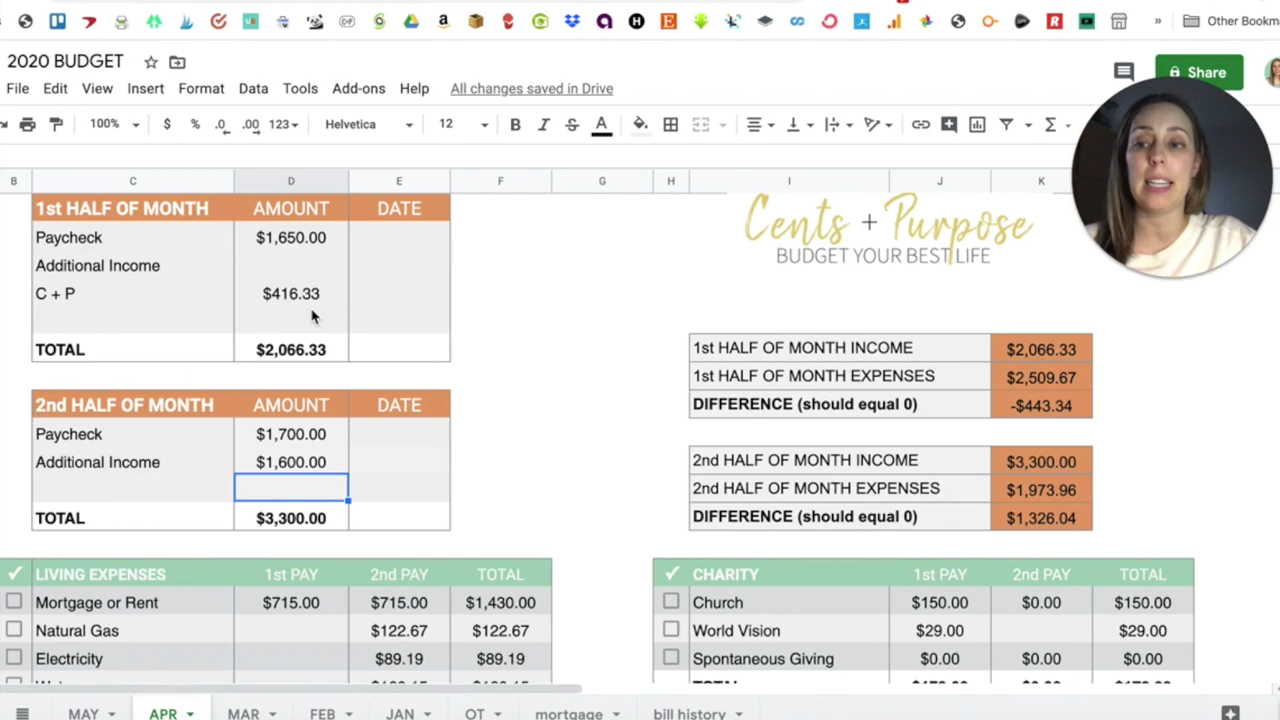 Other Bookm
2020 BUDGET
File Edit View Insert Format Data Tools Add-ons Help All changes saved in Drive
Share
100% $ % .0 .00 123 Helvetica 12 B I S A
B C D E F G H I J K
1st HALF OF MONTH AMOUNT DATE
Paycheck $1,650.00
Additional Income
C + P $416.33
TOTAL $2,066.33
Cents + Purpose
BUDGET YOUR BEST LIFE
1st HALF OF MONTH INCOME $2,066.33
1st HALF OF MONTH EXPENSES $2,509.67
DIFFERENCE (should equal 0) -$443.34
2nd HALF OF MONTH AMOUNT DATE
Paycheck $1,700.00
Additional Income $1,600.00
TOTAL $3,300.00
2nd HALF OF MONTH INCOME $3,300.00
2nd HALF OF MONTH EXPENSES $1,973.96
DIFFERENCE (should equal 0) $1,326.04
LIVING EXPENSES 1st PAY 2nd PAY TOTAL
Mortgage or Rent $715.00 $715.00 $1,430.00
Natural Gas $122.67 $122.67
Electricity $89.19 $89.19
CHARITY 1st PAY 2nd PAY TOTAL
Church $150.00 $0.00 $150.00
World Vision $29.00 $29.00
Spontaneous Giving $0.00 $0.00 $0.00
MAY APR MAR FEB JAN OT mortgage bill history